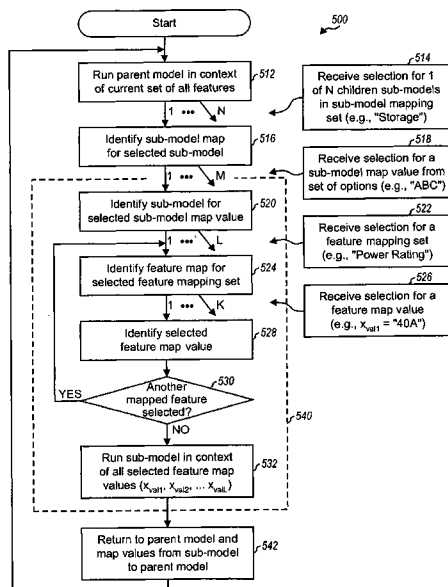 500
Start
Run parent model in context
of current set of all features
512
1 ••• N
514
Receive selection for 1
of N children sub-models
in sub-model mapping
set (e.g., "Storage")
Identify sub-model map
for selected sub-model
516
1 ••• M
518
Receive selection for a
sub-model map value from
set of options (e.g., "ABC")
Identify sub-model for
selected sub-model map value
520
1 ••• L
522
Receive selection for a
feature mapping set
(e.g., "Power Rating")
Identify feature map for
selected feature mapping set
524
1 ••• K
526
Receive selection for a
feature map value
(e.g., xval1 = "40A")
Identify selected
feature map value
528
530
Another
mapped feature
selected?
YES
NO
540
Run sub-model in context
of all selected feature map
values {xval1, xval2, ... xvalL}
532
Return to parent model and
map values from sub-model
to parent model
542